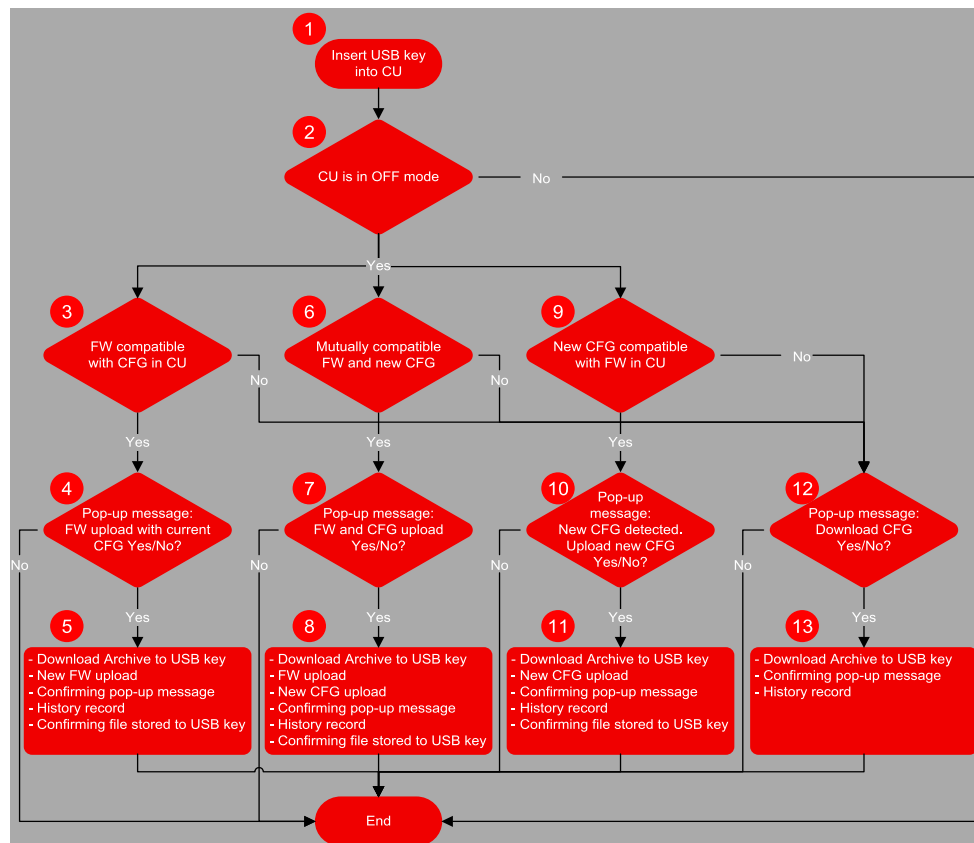 1
Insert USB key
into CU
2
CU is in OFF mode
No
Yes
3
FW compatible
with CFG in CU
6
Mutually compatible
FW and new CFG
9
New CFG compatible
with FW in CU
No
No
No
Yes
Yes
Yes
4
Pop-up message:
FW upload with current
CFG Yes/No?
7
Pop-up message:
FW and CFG upload
Yes/No?
10
Pop-up
message:
New CFG detected.
Upload new CFG
Yes/No?
12
Pop-up message:
Download CFG
Yes/No?
No
No
No
No
Yes
Yes
Yes
Yes
5
- Download Archive to USB key
- New FW upload
- Confirming pop-up message
- History record
- Confirming file stored to USB key
8
- Download Archive to USB key
- FW upload
- New CFG upload
- Confirming pop-up message
- History record
- Confirming file stored to USB key
11
- Download Archive to USB key
- New CFG upload
- Confirming pop-up message
- History record
- Confirming file stored to USB key
13
- Download Archive to USB key
- Confirming pop-up message
- History record
End